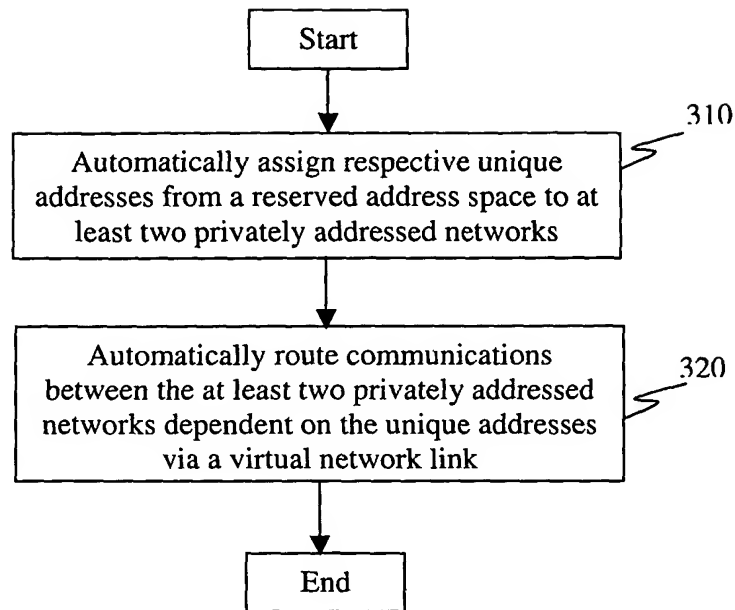 Start
310
Automatically assign respective unique
addresses from a reserved address space to at
least two privately addressed networks
320
Automatically route communications
between the at least two privately addressed
networks dependent on the unique addresses
via a virtual network link
End